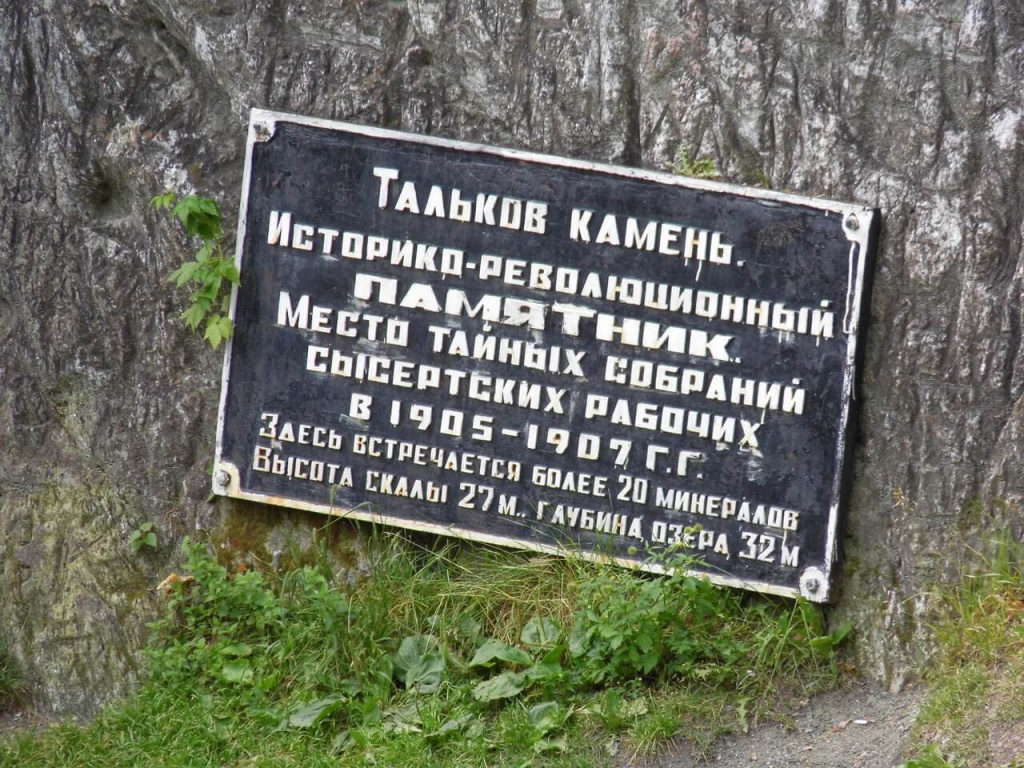 Тальков камень.
Историко-революционный
памятник.
Место тайных собраний
сысертских рабочих
в 1905-1907 г.г.
Здесь встречается более 20 минералов
Высота скалы 27 м., глубина озера 32 м